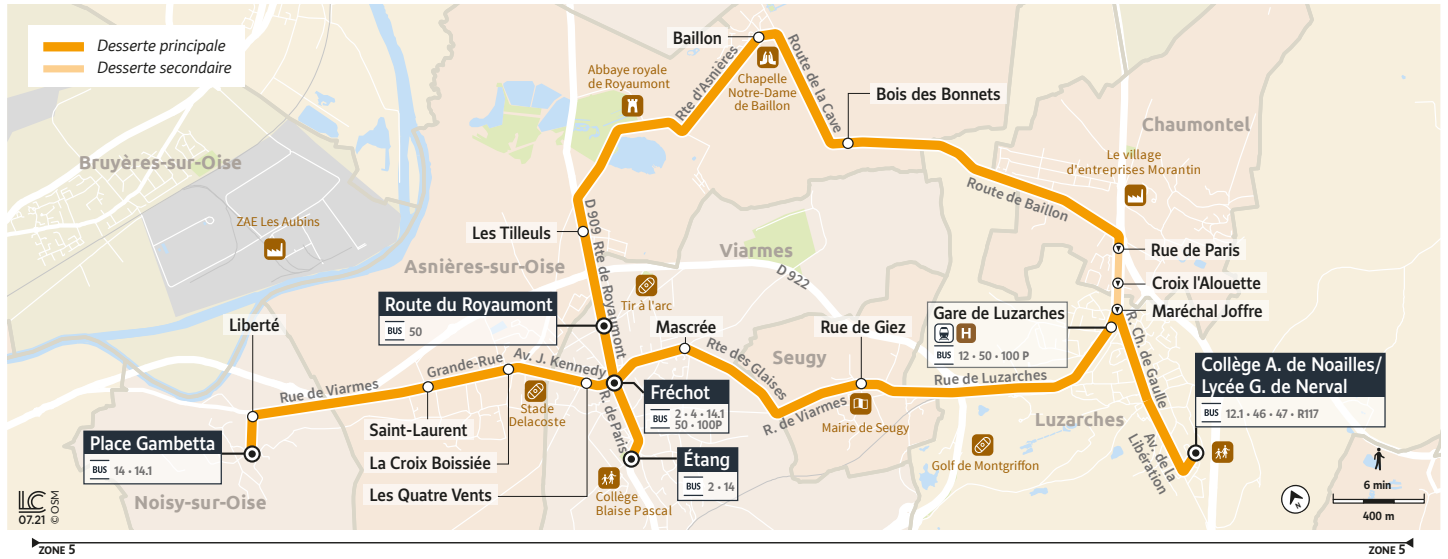 Desserte principale
Desserte secondaire
Baillon
Abbaye royale
de Royaumont
Rte d'Asnières
Chapelle
Notre-Dame
de Baillon
Route de la Cave
Bois des Bonnets
Chaumontel
Bruyères-sur-Oise
Le village
d'entreprises Morantin
Route de Baillon
ZAE Les Aubins
D 909
Rte de Royaumont
Les Tilleuls
Asnières-sur-Oise
Viarmes
D 922
Rue de Paris
Croix l'Alouette
Maréchal Joffre
Route du Royaumont
BUS 50
Tir à l'arc
Gare de Luzarches
H
BUS 12 • 50 • 100 P
Liberté
Mascrée
Rue de Giez
Grande-Rue
Av. J. Kennedy
Rte des Glaises
Seugy
R. Ch. de Gaulle
Collège A. de Noailles/
Lycée G. de Nerval
BUS 12.1 • 46 • 47 • R117
Rue de Viarmes
Rue de Luzarches
Fréchot
BUS 2 • 4 • 14.1
50 • 100P
R. de Paris
Stade
Delacoste
R. de Viarmes
Mairie de Seugy
Luzarches
Saint-Laurent
Place Gambetta
BUS 14 • 14.1
La Croix Boissiée
Étang
BUS 2 • 14
Golf de Montgriffon
Av. de la
Libération
Les Quatre Vents
Collège
Blaise Pascal
Noisy-sur-Oise
LC
07.21
© OSM
6 min
400 m
ZONE 5
ZONE 5